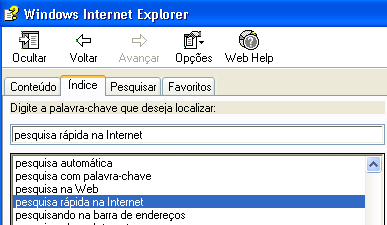 Windows Internet Explorer
Ocultar Voltar Avançar Opções Web Help
Conteúdo Índice Pesquisar Favoritos
Digite a palavra-chave que deseja localizar:
pesquisa rápida na Internet
pesquisa automática
pesquisa com palavra-chave
pesquisa na Web
pesquisa rápida na Internet
pesquisando na barra de endereços